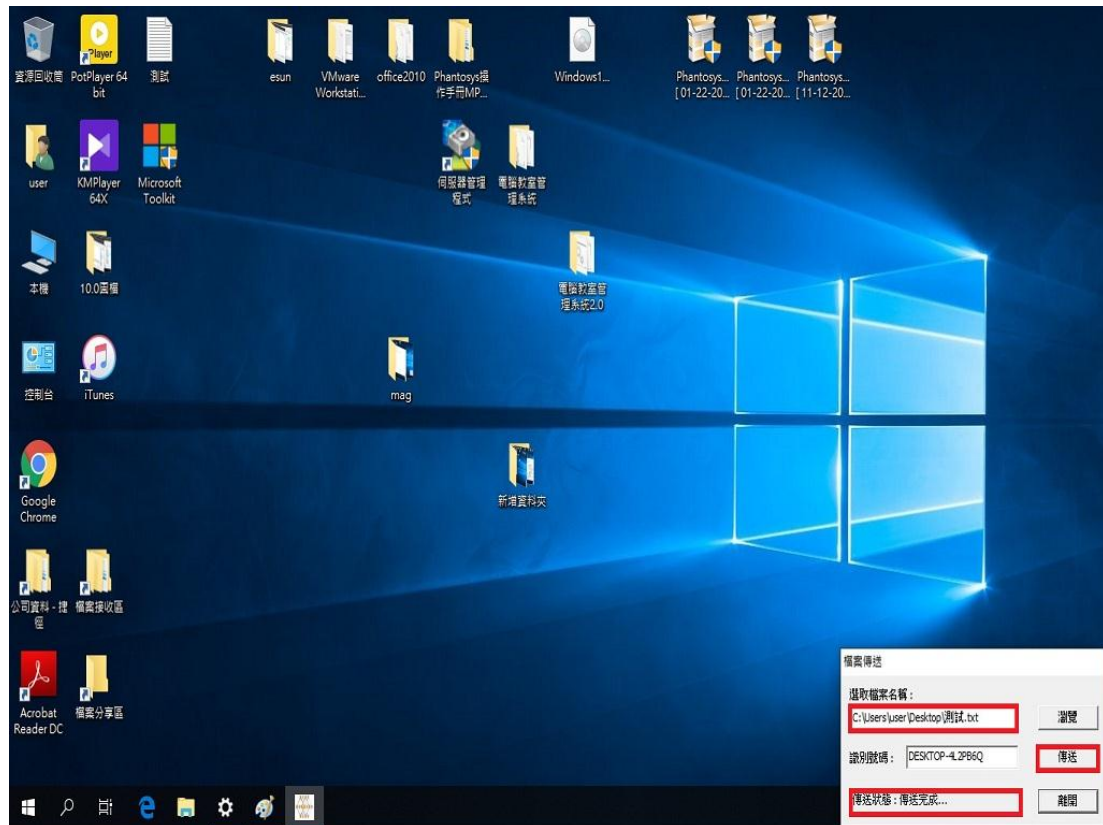 Player
資源回收筒
PotPlayer 64
bit
測試
esun
VMware
Workstati...
office2010
Phantosys操
作手冊MP...
Windows1...
Phantosys...
[ 01-22-20...
Phantosys...
[ 01-22-20...
Phantosys...
[ 11-12-20...
user
KMPlayer
64X
Microsoft
Toolkit
伺服器管理
程式
電腦教室管
理系統
本機
10.0圖檔
電腦教室管
理系統2.0
控制台
iTunes
mag
Google
Chrome
新增資料夾
公司資料 - 捷
徑
檔案接收區
Acrobat
Reader DC
檔案分享區
檔案傳送
選取檔案名稱：
C:\Users\user\Desktop\測試.txt
瀏覽
識別號碼：
DESKTOP-4L2PB6Q
傳送
傳送狀態：傳送完成...
離開